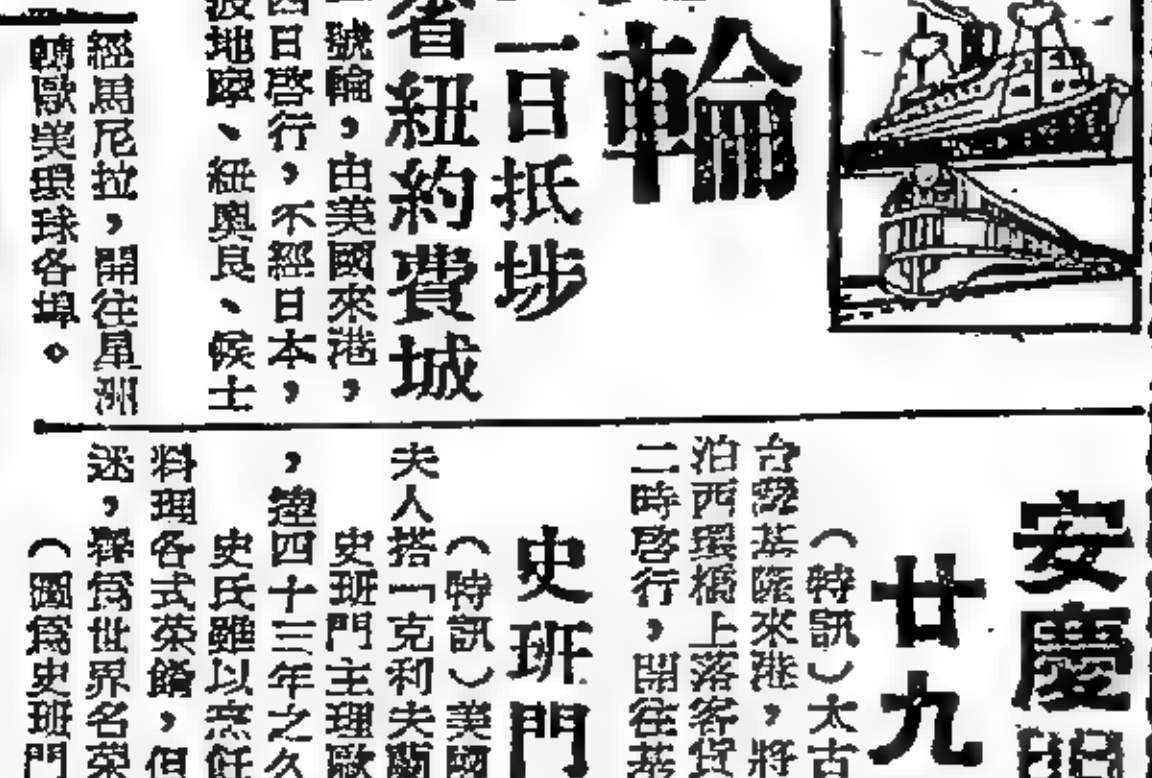 輪
一日抵埗
者紐約費城
號輪，由美國來港，
四日啓行，不經日本，
波地陸、紐奧良、候士
經馬尼拉，開往星洲
轉歐美環球各埠。
安慶開
廿九
（特訊）太古
台灣基隆來港，將
泊西環橋上落客貨
二時啓行，開往基
史班門
（特訊）美國
夫人搭「克利夫蘭
史班門主理歐
，達四十三年之久
史氏雖以烹飪
料理各式菜餚，但
迷，譽爲世界名菜
（圖爲史班門